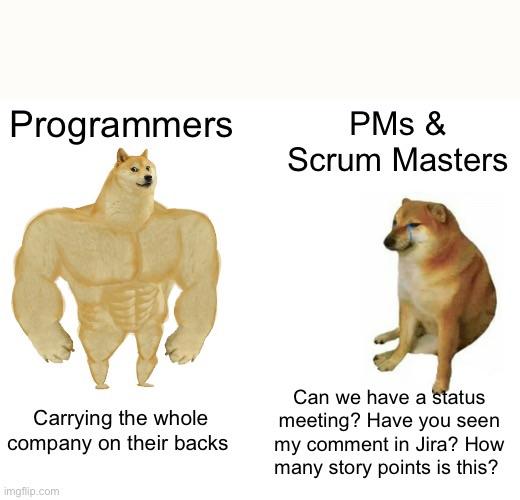 Programmers
Carrying the whole
company on their backs
PMs &
Scrum Masters
Can we have a status
meeting? Have you seen
my comment in Jira? How
many story points is this?
imgflip.com